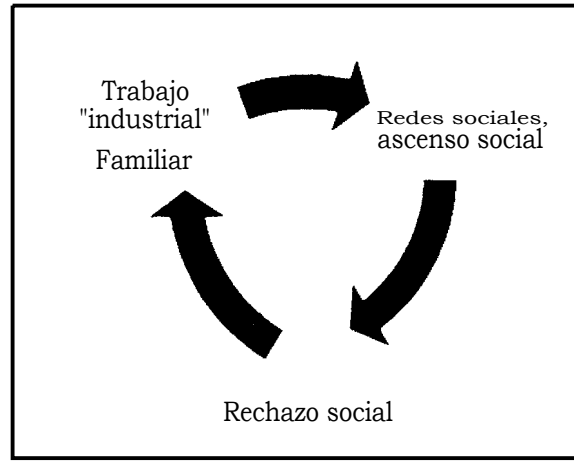 Trabajo
"industrial"
Familiar
Redes sociales,
ascenso social
Rechazo social